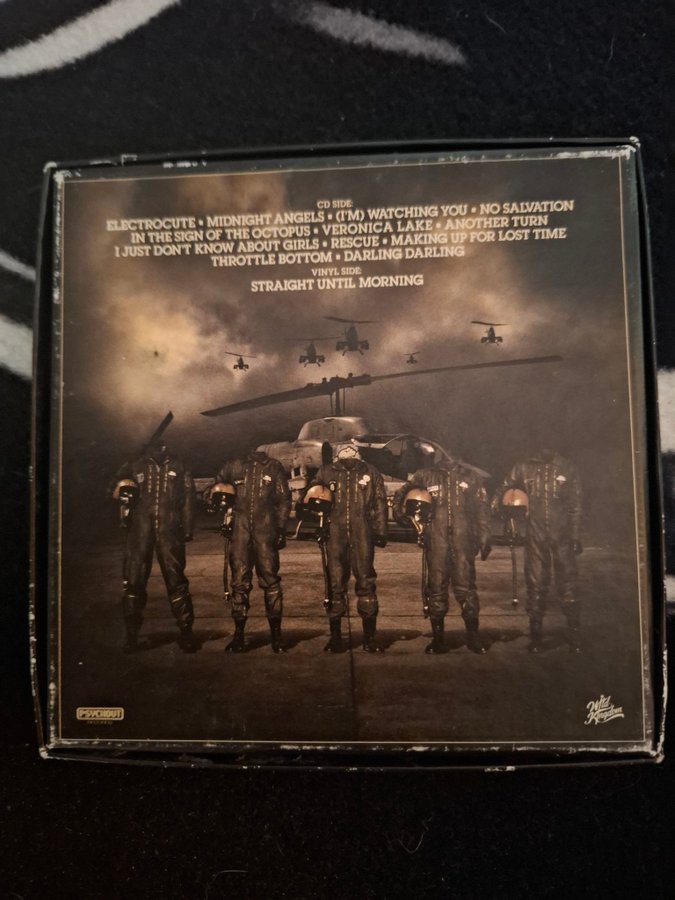 CD SIDE:
ELECTROCUTE • MIDNIGHT ANGELS • (I'M) WATCHING YOU • NO SALVATION
IN THE SIGN OF THE OCTOPUS • VERONICA LAKE • ANOTHER TURN
I JUST DON'T KNOW ABOUT GIRLS • RESCUE • MAKING UP FOR LOST TIME
THROTTLE BOTTOM • DARLING DARLING
VINYL SIDE:
STRAIGHT UNTIL MORNING
PSYCHOUT
Wild
Kingdom